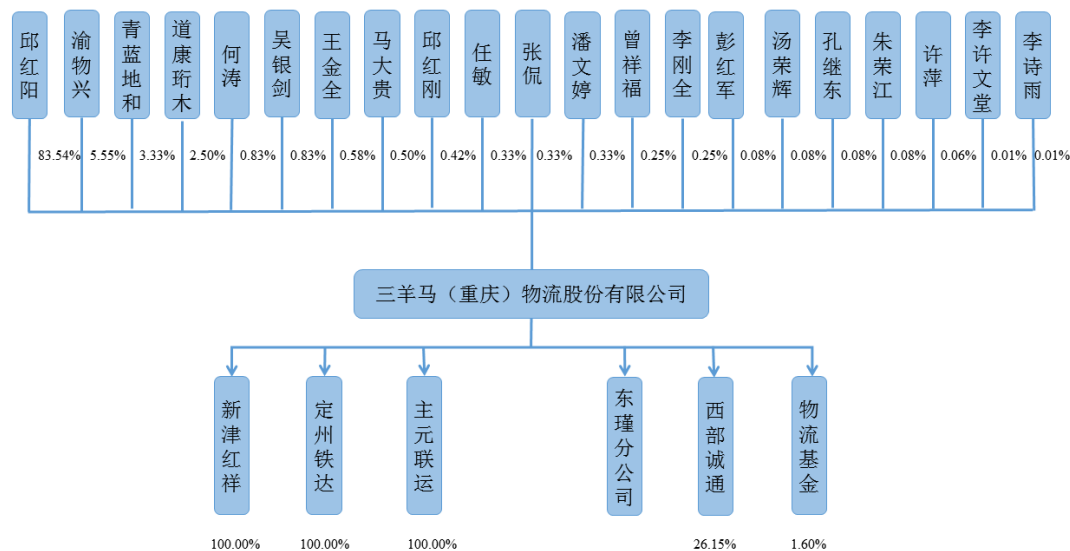 邱红阳
渝物兴
青蓝地和
道康珩木
何涛
吴银剑
王金全
马大贵
邱红刚
任敏
张侃
潘文婷
曾祥福
李刚全
彭红军
汤荣辉
孔继东
朱荣江
许萍
李许文堂
李诗雨
83.54%
5.55%
3.33%
2.50%
0.83%
0.83%
0.58%
0.50%
0.42%
0.33%
0.33%
0.33%
0.25%
0.25%
0.08%
0.08%
0.08%
0.08%
0.06%
0.01%
0.01%
三羊马（重庆）物流股份有限公司
新津红祥
定州铁达
主元联运
东瑾分公司
西部诚通
物流基金
100.00%
100.00%
100.00%
26.15%
1.60%